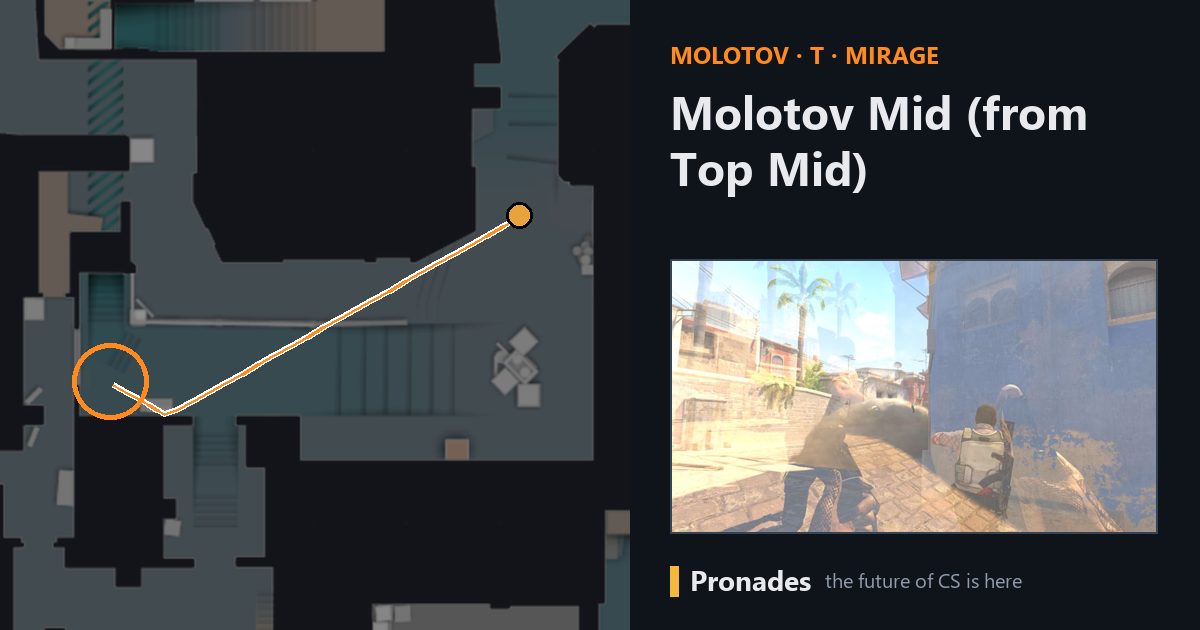 MOLOTOV · T · MIRAGE
Molotov Mid (from
Top Mid)
Pronades the future of CS is here